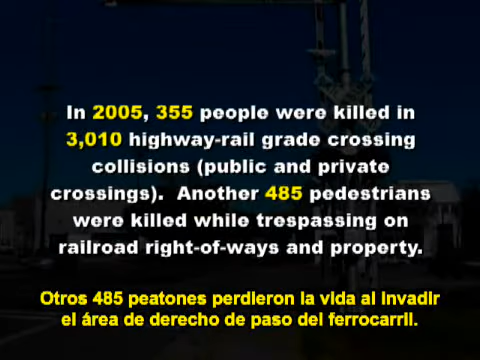 In 2005, 355 people were killed in
3,010 highway-rail grade crossing
collisions (public and private
crossings).  Another 485 pedestrians
were killed while trespassing on
railroad right-of-ways and property.
Otros 485 peatones perdieron la vida al invadir
el área de derecho de paso del ferrocarril.